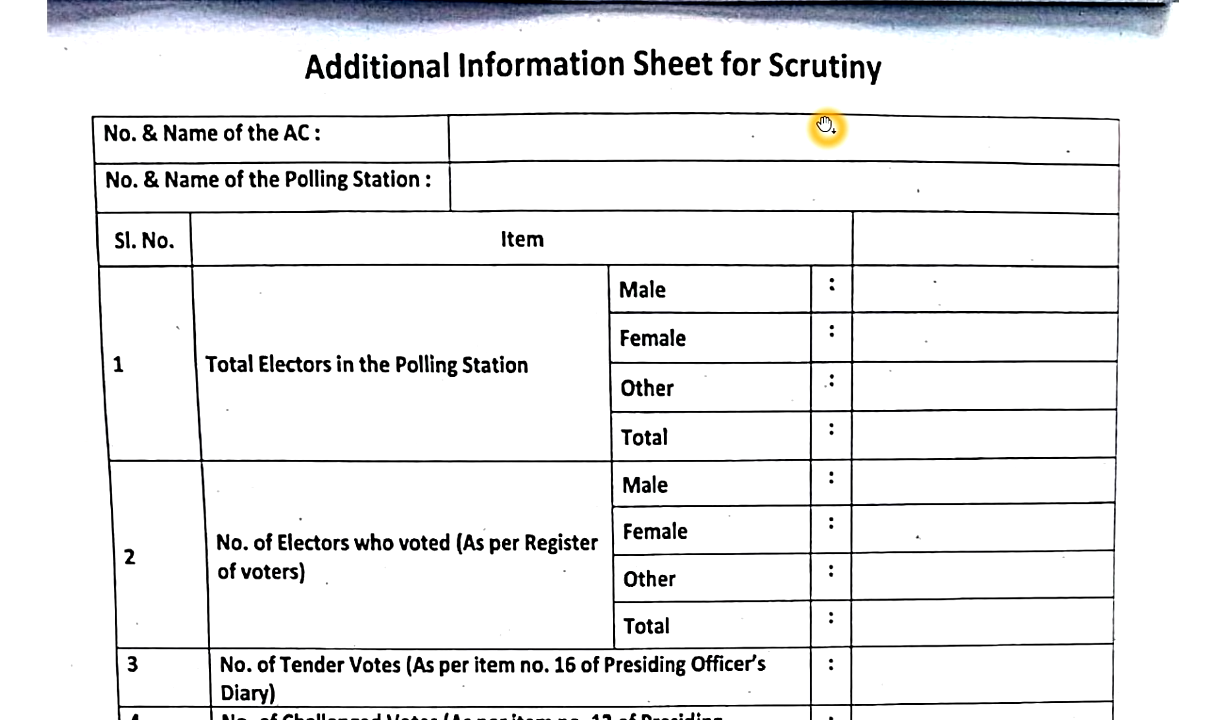 Additional Information Sheet for Scrutiny
No. & Name of the AC :
No. & Name of the Polling Station :
Sl. No. Item
Male :
Female :
1 Total Electors in the Polling Station
Other :
Total :
Male :
Female :
2 No. of Electors who voted (As per Register
of voters)
Other :
Total :
3 No. of Tender Votes (As per item no. 16 of Presiding Officer's :
Diary)